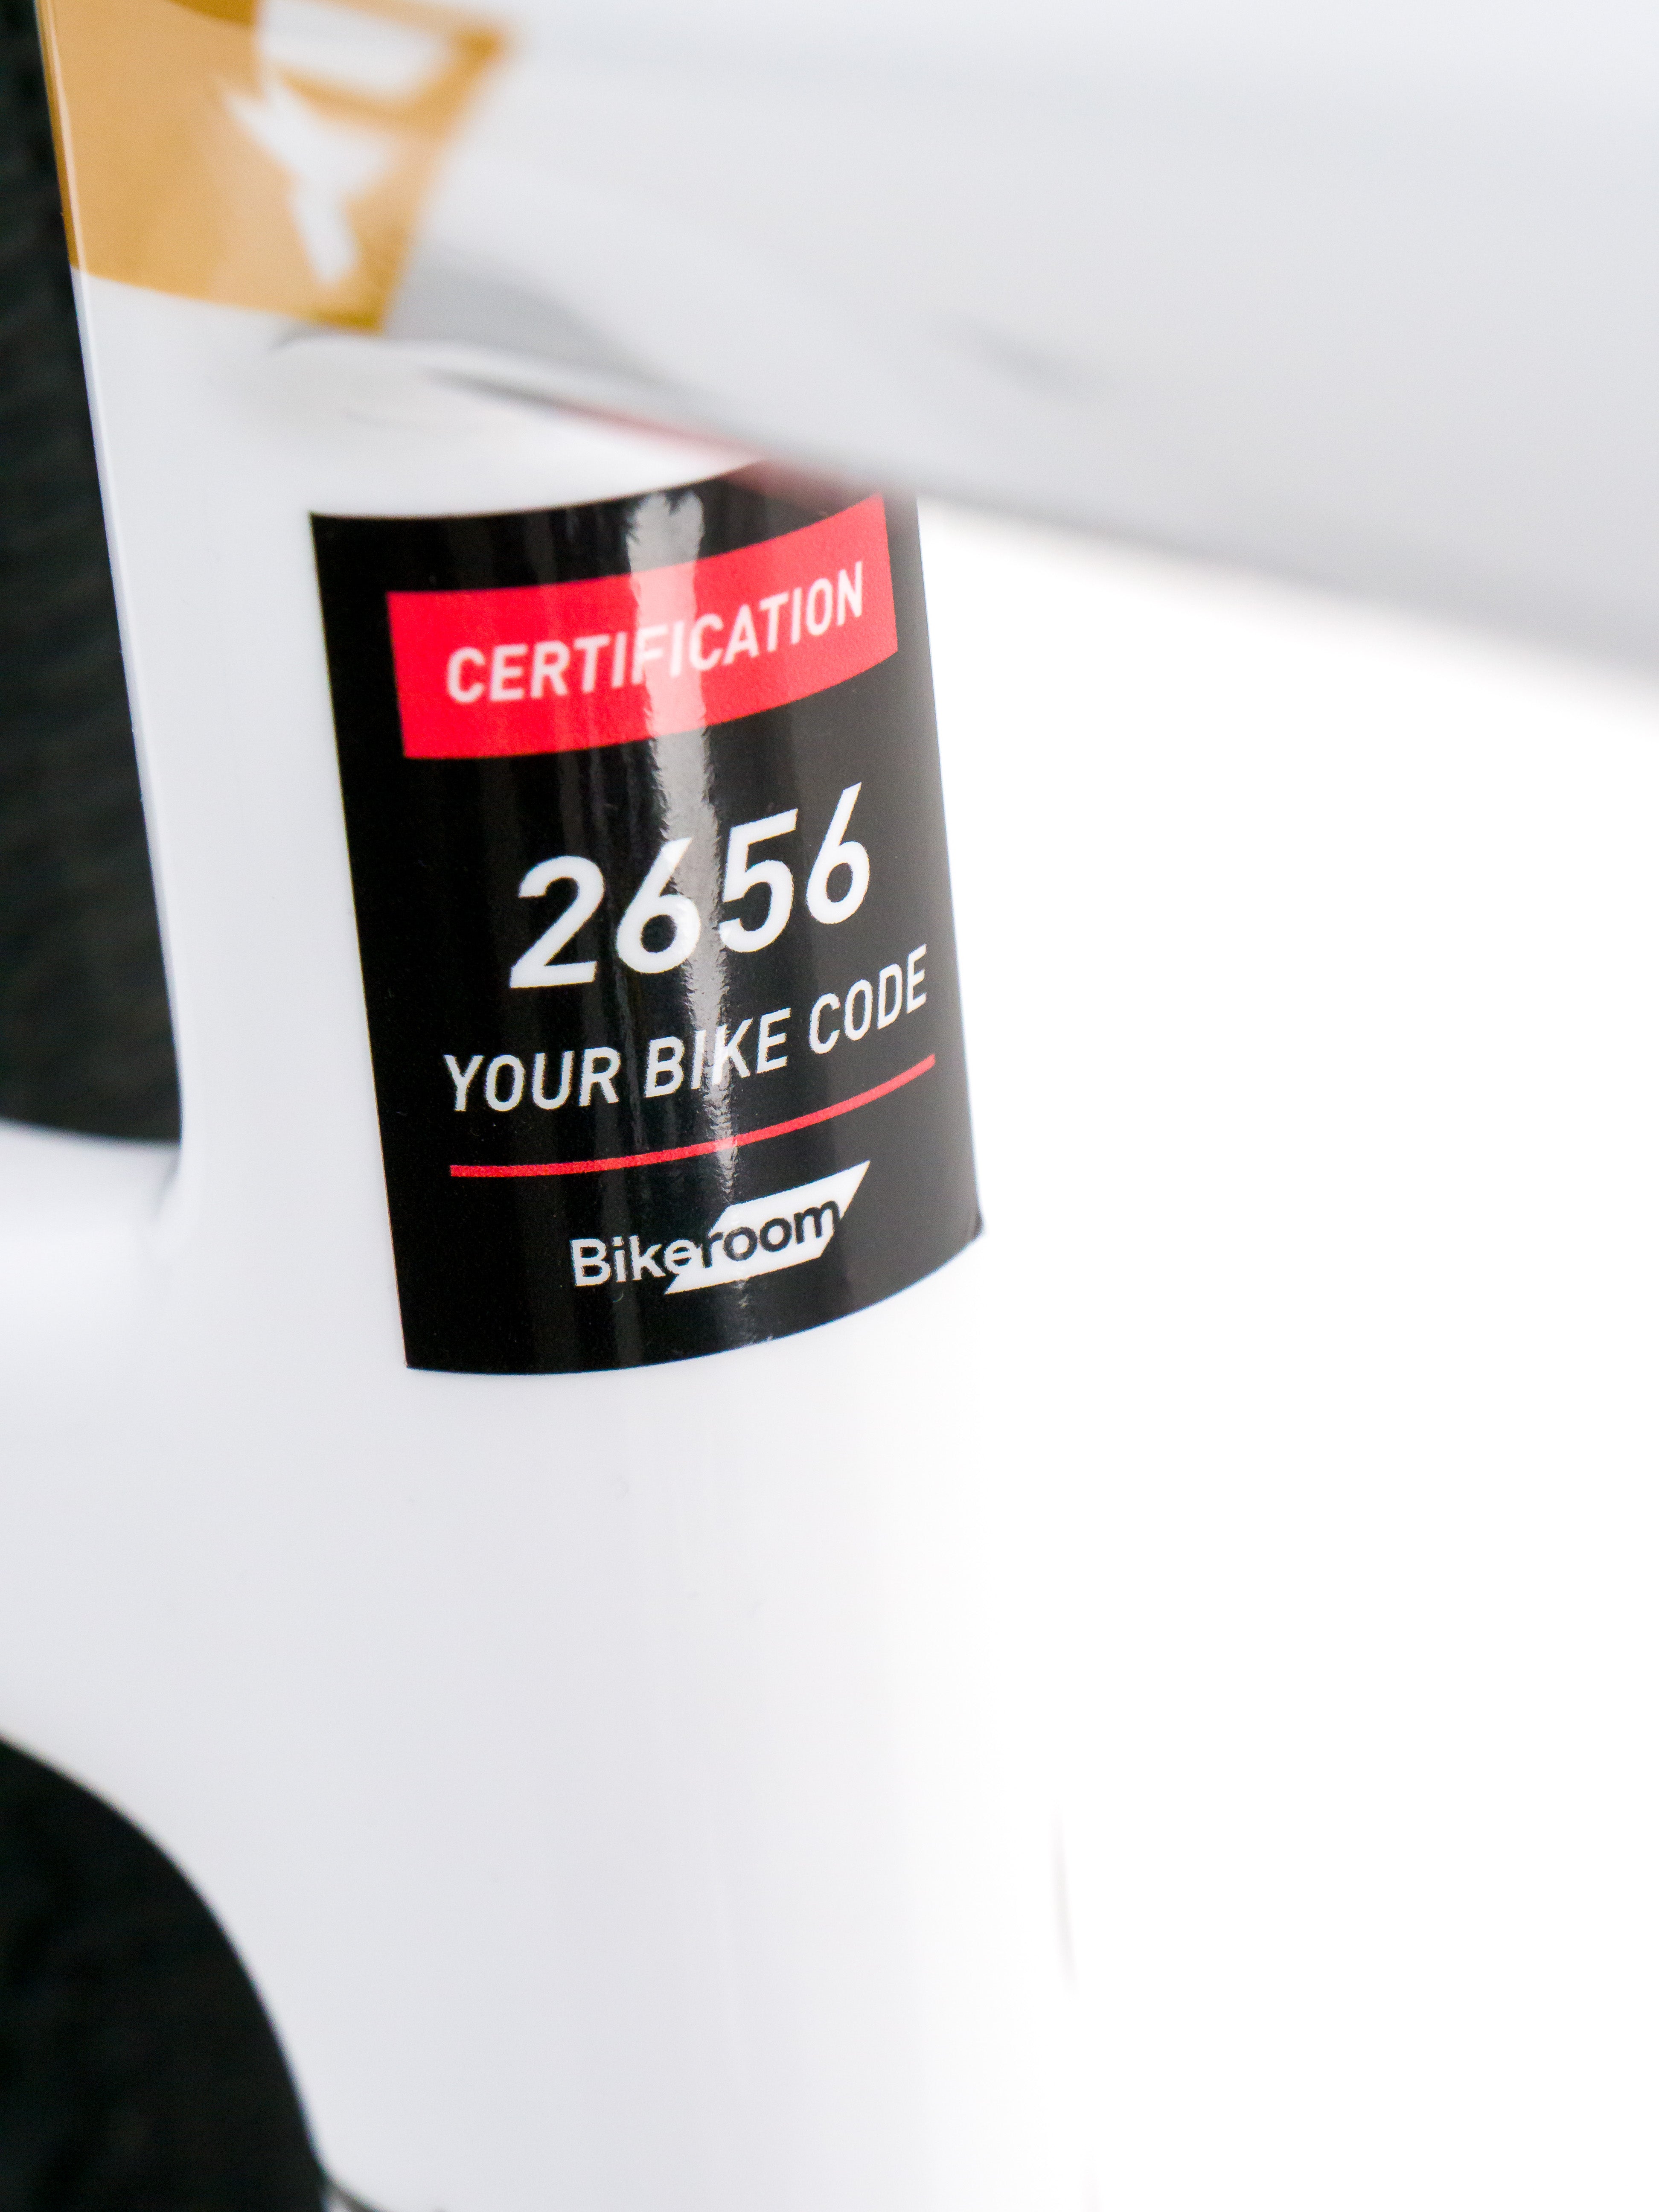 CERTIFICATION
2656
YOUR BIKE CODE
Bikeroom